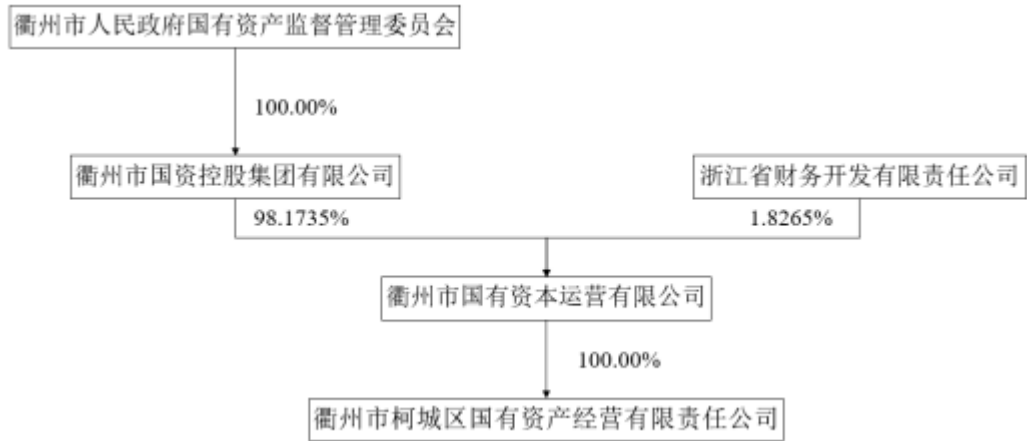 衢州市人民政府国有资产监督管理委员会
100.00%
衢州市国资控股集团有限公司
浙江省财务开发有限责任公司
98.1735%
1.8265%
衢州市国有资本运营有限公司
100.00%
衢州市柯城区国有资产经营有限责任公司